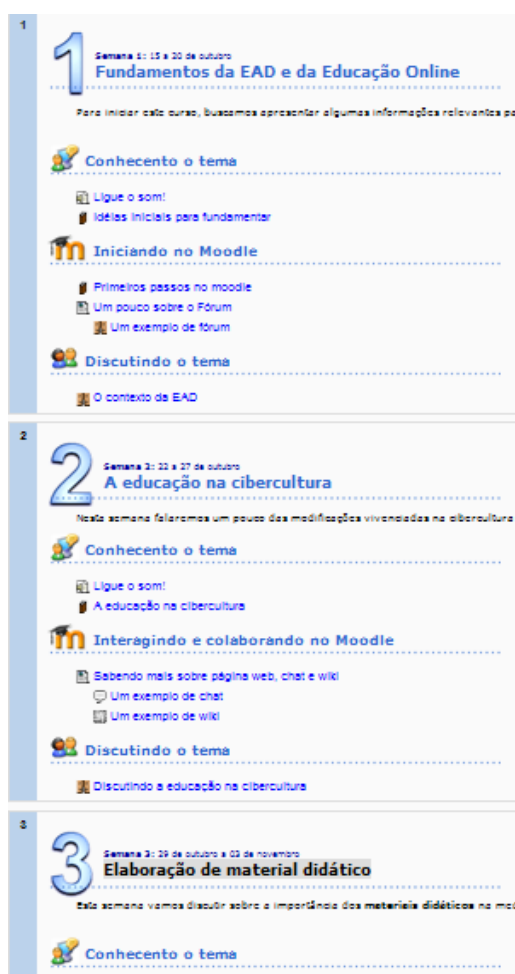 1
1
Semana 1: 15 a 20 de outubro
Fundamentos da EAD e da Educação Online
Para iniciar este curso, buscamos apresentar algumas informações relevantes pa
Conhecento o tema
Ligue o som!
Idéias iniciais para fundamentar
m Iniciando no Moodle
Primeiros passos no moodle
Um pouco sobre o Fórum
Um exemplo de fórum
Discutindo o tema
O contexto da EAD
2
2
Semana 2: 22 a 27 de outubro
A educação na cibercultura
Nesta semana falaremos um pouco das modificações vivenciadas na cibercultura
Conhecento o tema
Ligue o som!
A educação na cibercultura
m Interagindo e colaborando no Moodle
Sabendo mais sobre página web, chat e wiki
Um exemplo de chat
Um exemplo de wiki
Discutindo o tema
Discutindo a educação na cibercultura
3
3
Semana 3: 29 de outubro a 03 de novembro
Elaboração de material didático
Esta semana vamos discutir sobre a importância dos materiais didáticos na mod
Conhecento o tema